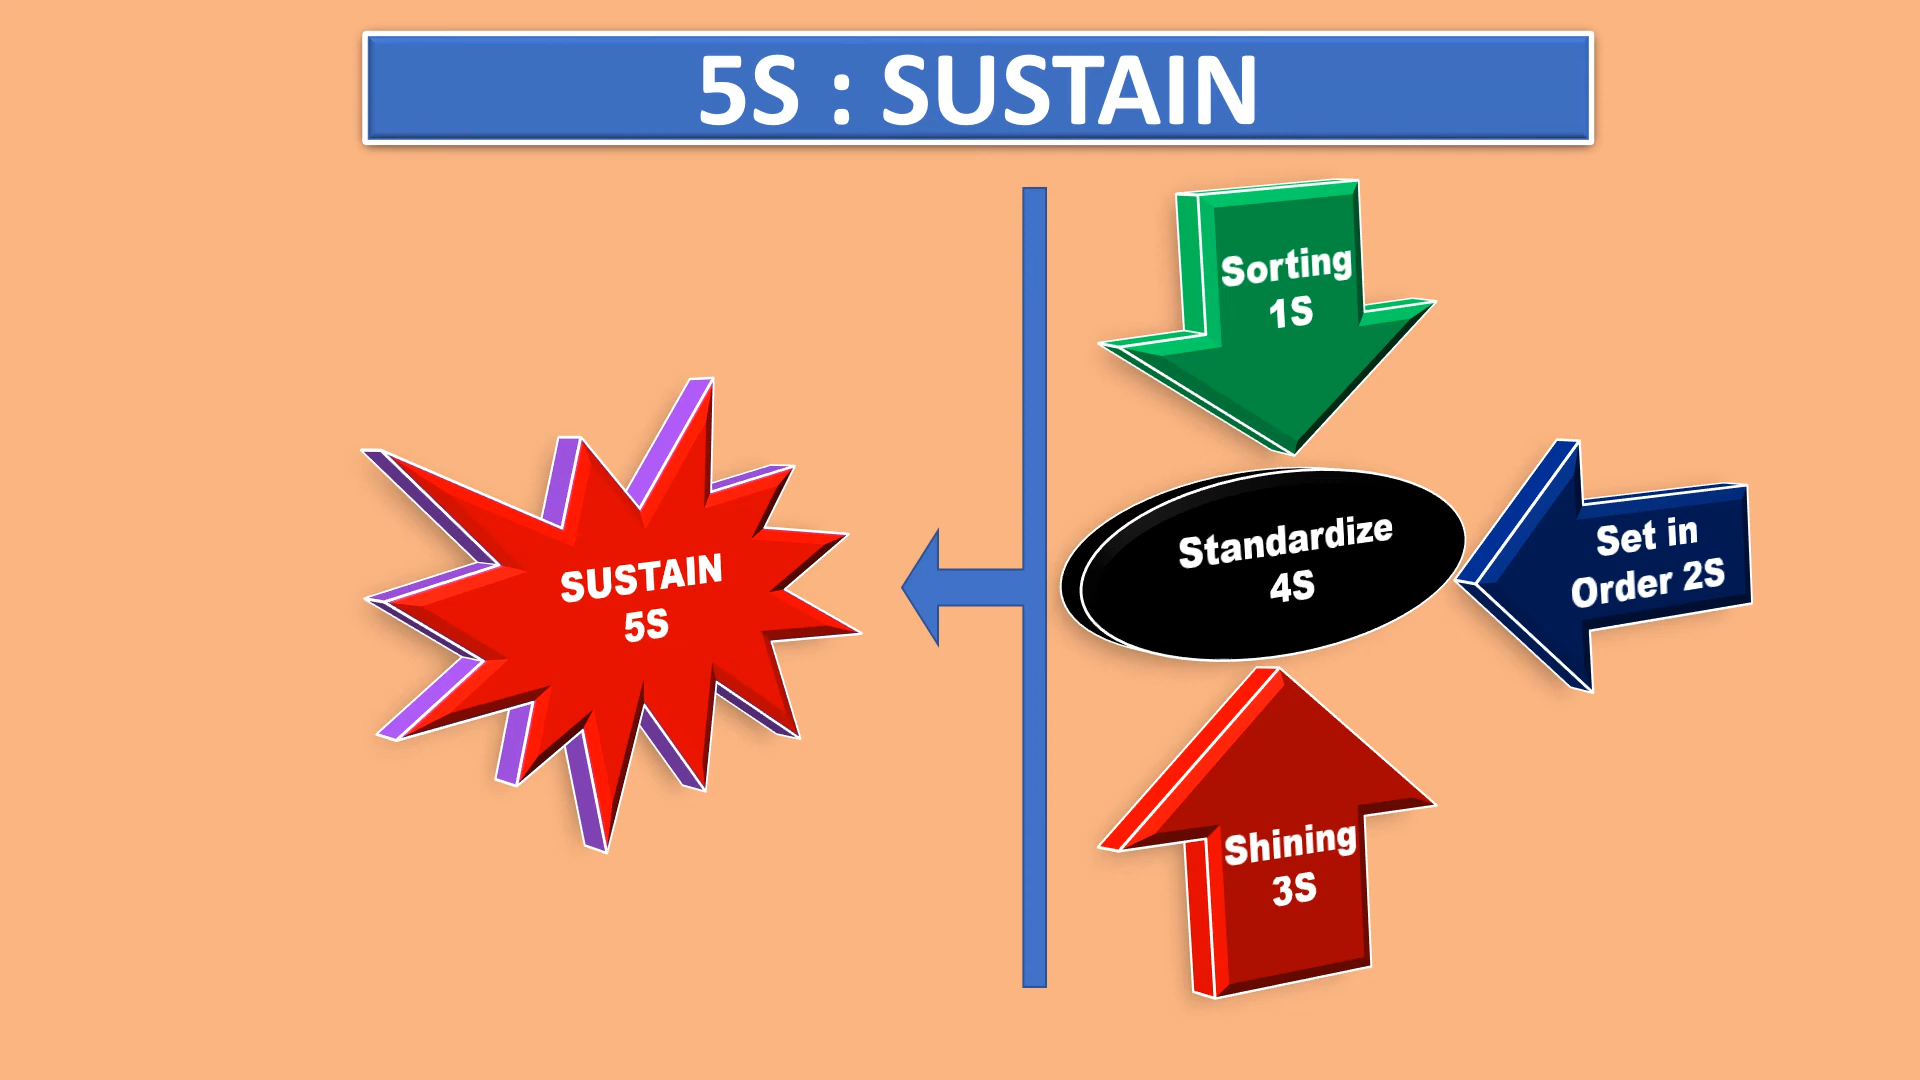 5S : SUSTAIN
Sorting
1S
Standardize
4S
Set in
Order 2S
SUSTAIN
5S
Shining
3S